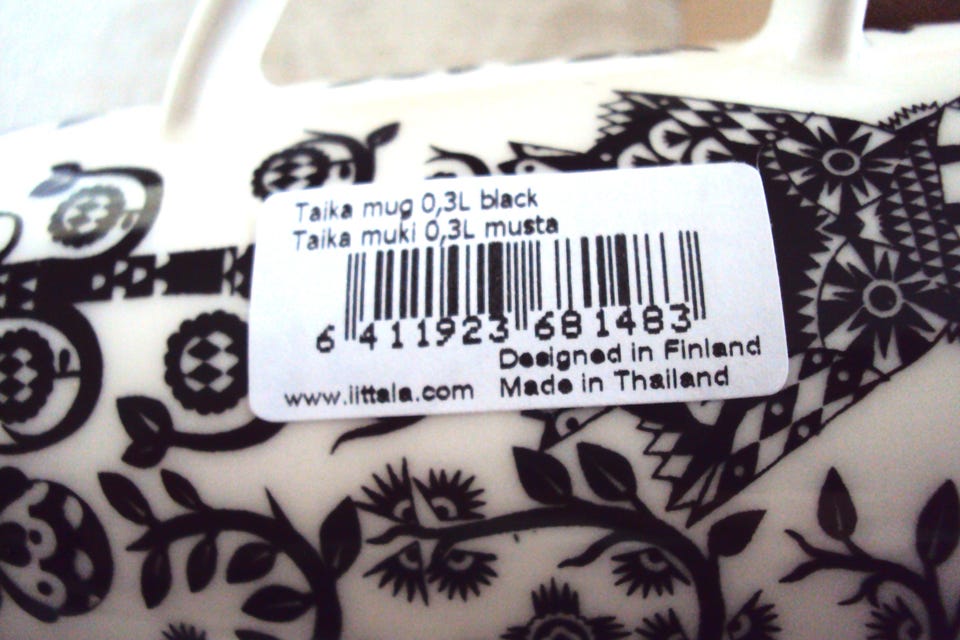 Taika mug 0,3L black
Taika muki 0,3L musta
6 411923 681483
Designed in Finland
www.iittala.com Made in Thailand